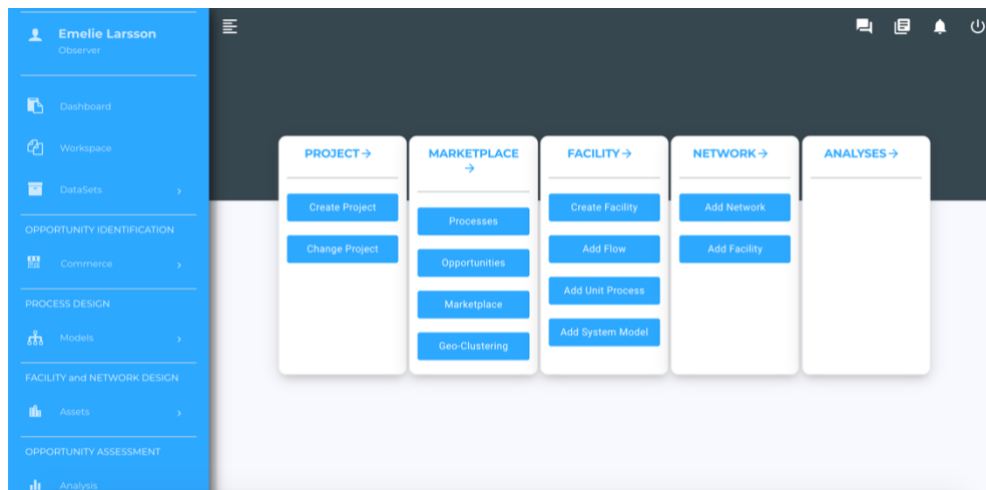 Emelie Larsson
Observer
Dashboard
Workspace
DataSets
OPPORTUNITY IDENTIFICATION
Commerce
PROCESS DESIGN
Models
FACILITY and NETWORK DESIGN
Assets
OPPORTUNITY ASSESSMENT
Analysis
PROJECT→
Create Project
Change Project
MARKETPLACE
→
Processes
Opportunities
Marketplace
Geo-Clustering
FACILITY→
Create Facility
Add Flow
Add Unit Process
Add System Model
NETWORK→
Add Network
Add Facility
ANALYSES→